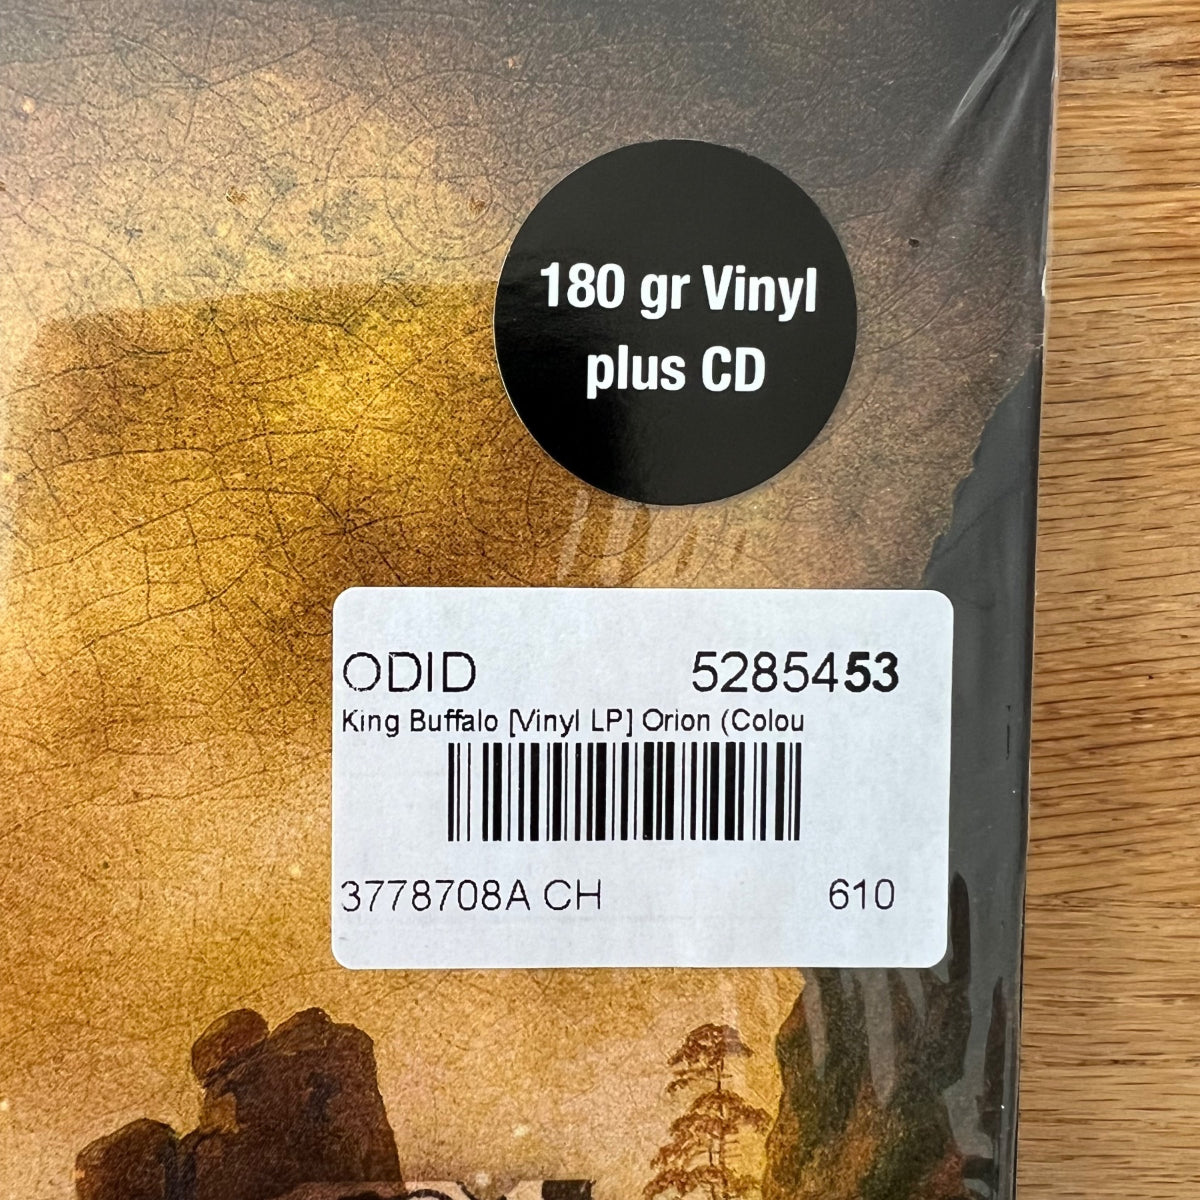 180 gr Vinyl
plus CD
ODID 5285453
King Buffalo [Vinyl LP] Orion (Colou
3778708A CH 610